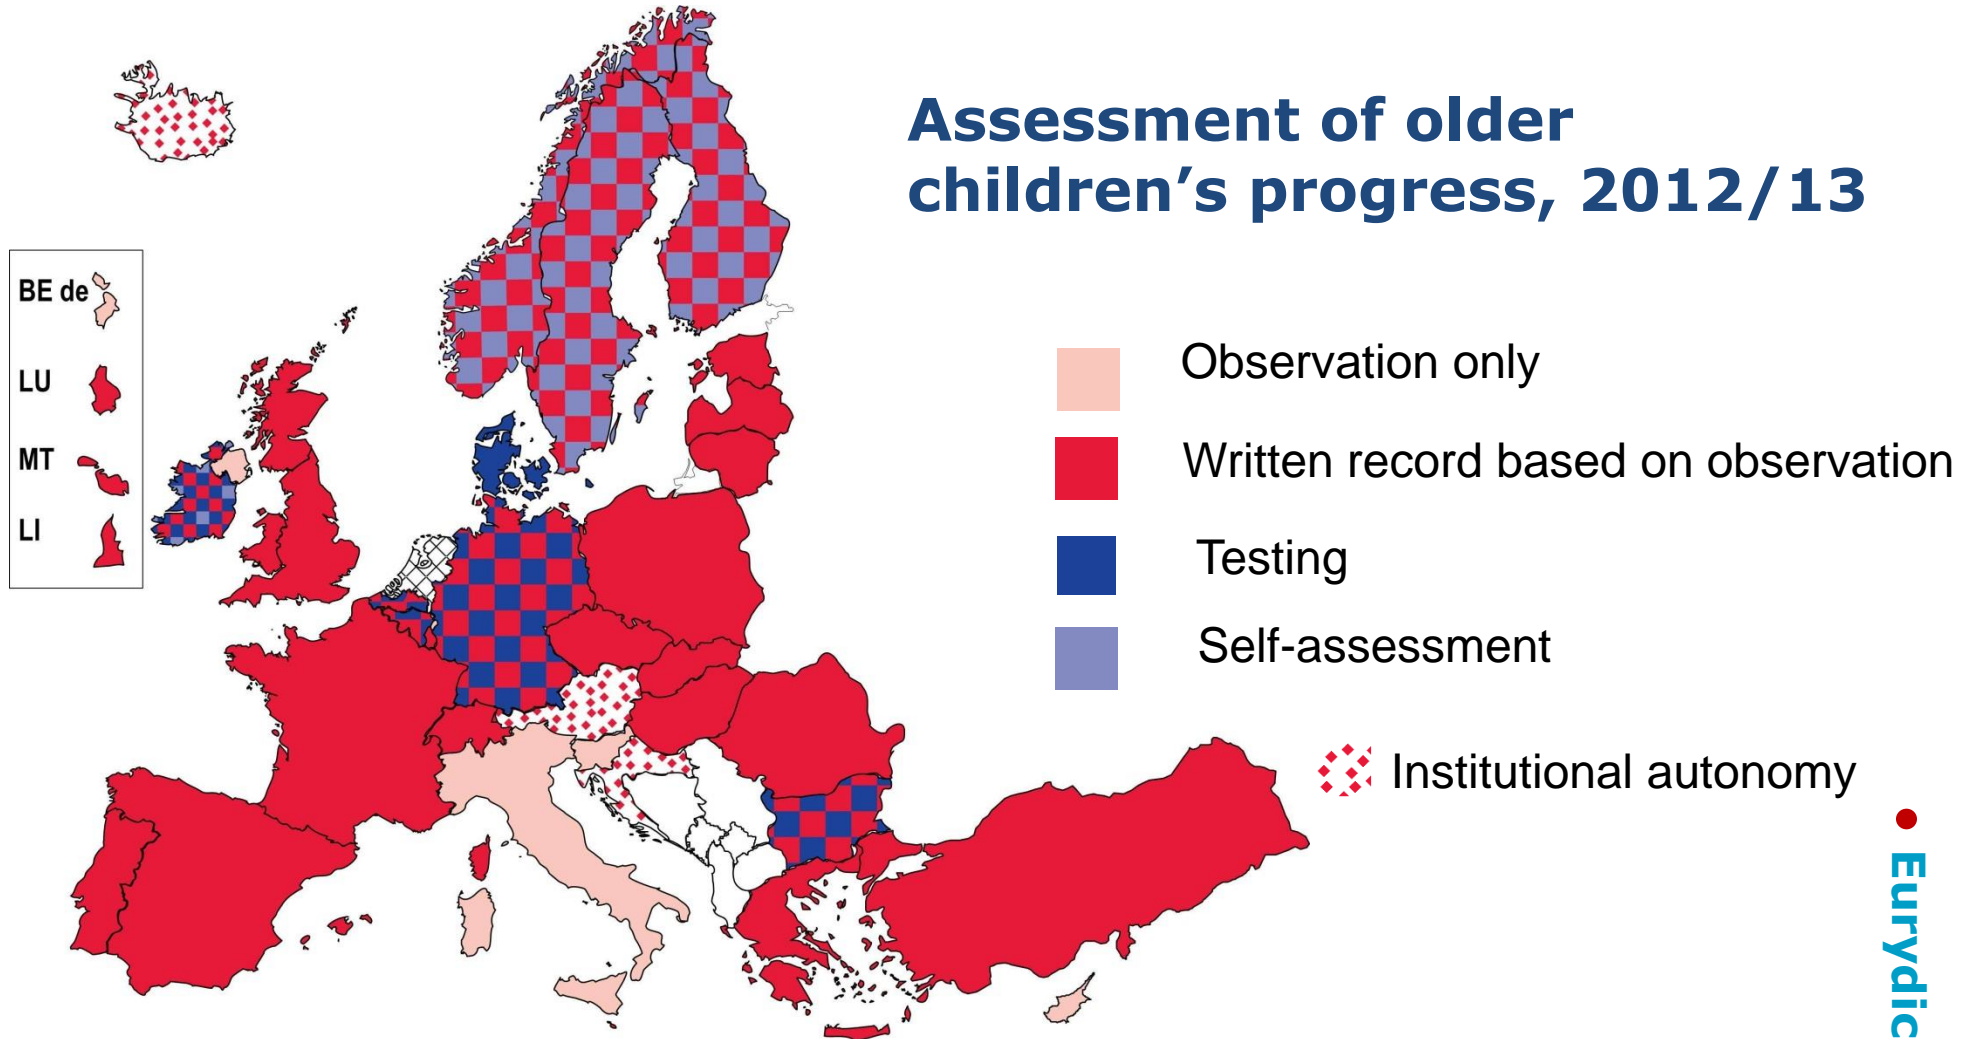 Assessment of older
children’s progress, 2012/13
BE de
LU
MT
LI
Observation only
Written record based on observation
Testing
Self-assessment
Institutional autonomy
• Eurydic